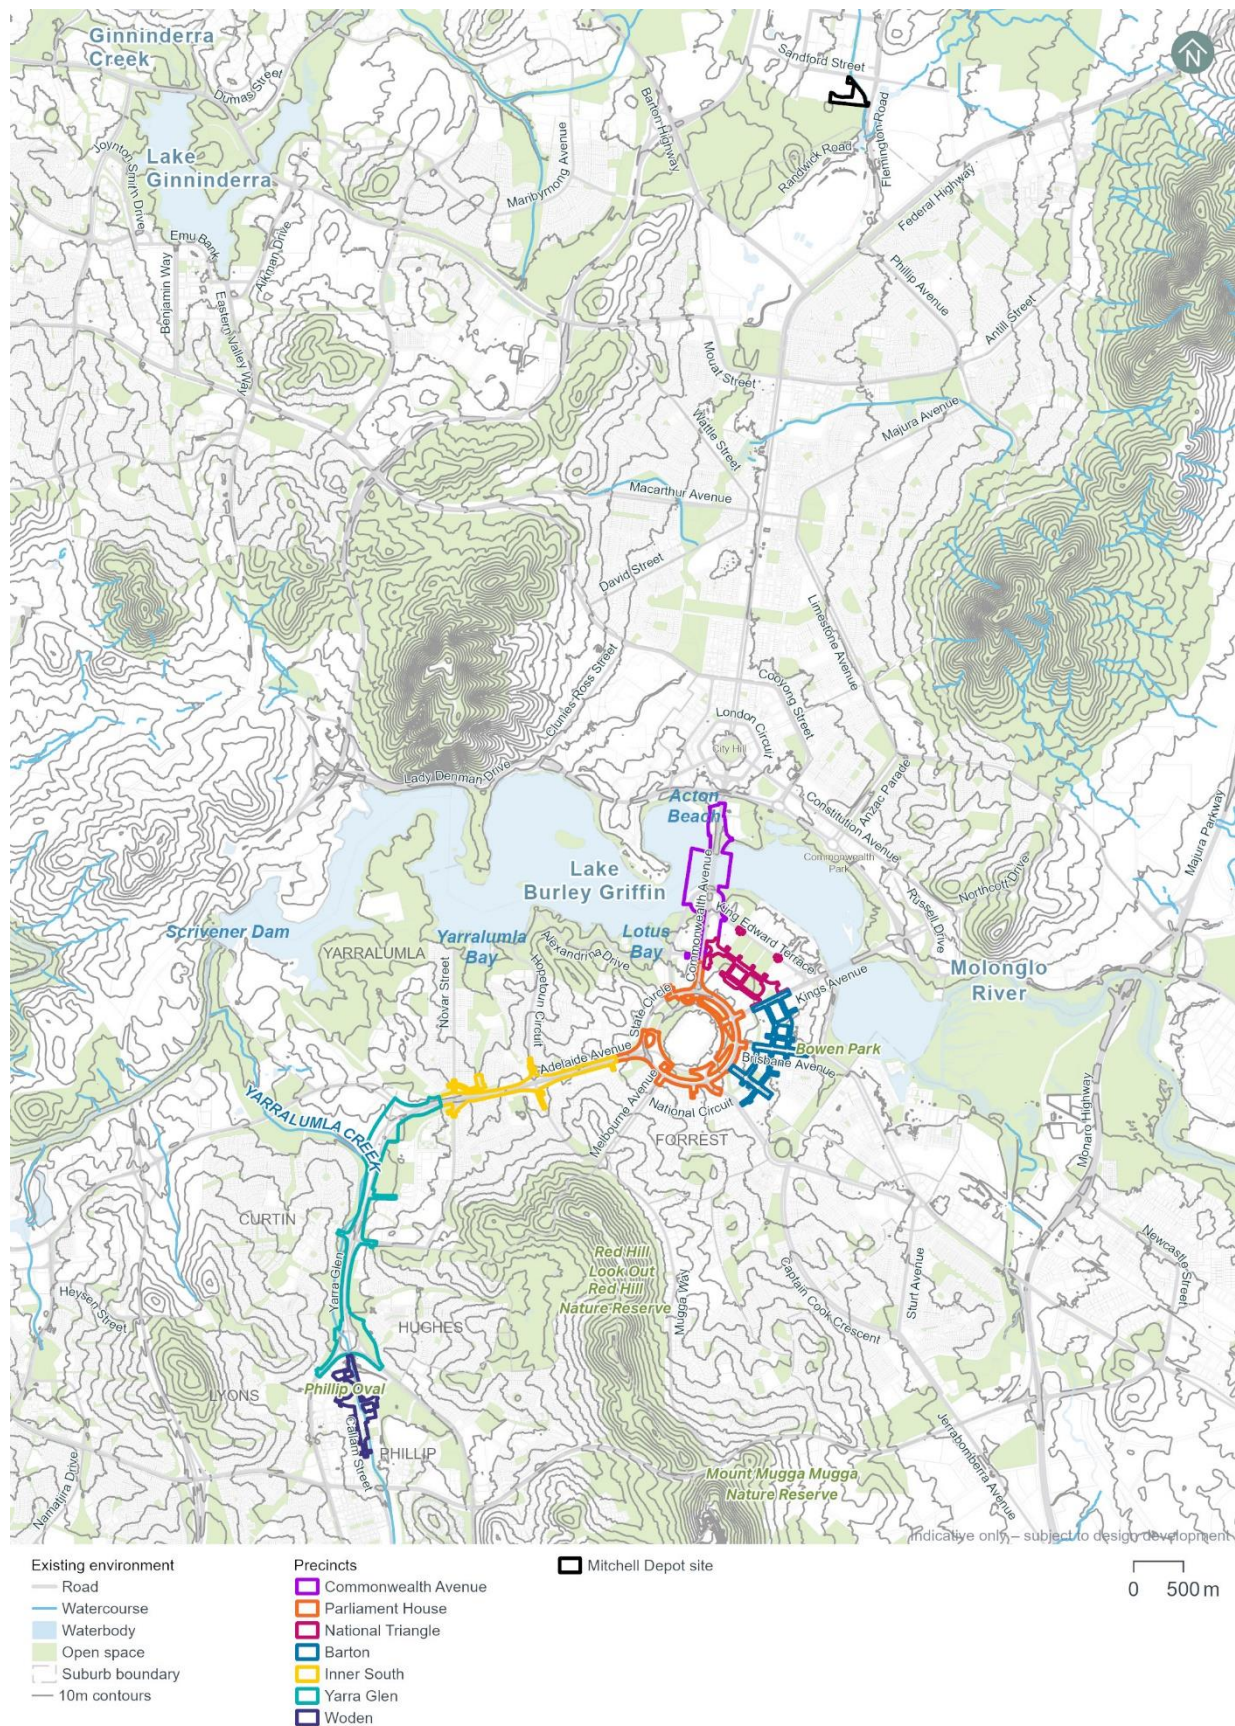 Ginninderra
Creek
Dumas Street
Sandford Street
N
Barton Highway
Lake
Ginninderra
Joynton
Smith Drive
Manbymong Avenue
Randwick Road
Flemington Road
Federal Highway
Emu Bank
Aikman Drive
Benjamin Way
Eastern Valley Way
Phillip Avenue
Antill Street
Mouat Street
Wattle Street
Majura Avenue
Macarthur Avenue
David Street
Limestone Avenue
Clunies Ross Street
Cooyong
Street
London Circuit
City Hill
Lady Denman Drive
Acton
Beach
Anzac Parade
Constitution Avenue
Majura Parkway
Commonwealth
Park
Lake
Burley Griffin
Commonwealth Avenue
Northcott Drive
Russell Drive
King Edward Terrace
Scrivener Dam
YARRALUMLA
Yarralumla
Bay
Lotus
Bay
Alexandrina Drive
Hopetoun Circuit
Novar Street
Kings Avenue
Molonglo
River
State Circle
Adelaide Avenue
Bowen Park
Brisbane Avenue
Melbourne Avenue
National Circuit
FORREST
Monaro Highway
YARRALUMLA CREEK
CURTIN
Yarra Glen
Red Hill
Look Out
Red Hill
Nature Reserve
Mugga Way
Captain Cook Crescent
Sturt Avenue
Newcastle Street
Heysen Street
HUGHES
LYONS
Phillip Oval
Callam Street
PHILLIP
Namatjira Drive
Mount Mugga Mugga
Nature Reserve
Jerrabomberra Avenue
Indicative only – subject to design development
Existing environment
Road
Watercourse
Waterbody
Open space
Suburb boundary
10m contours
Precincts
Commonwealth Avenue
Parliament House
National Triangle
Barton
Inner South
Yarra Glen
Woden
Mitchell Depot site
0 500 m